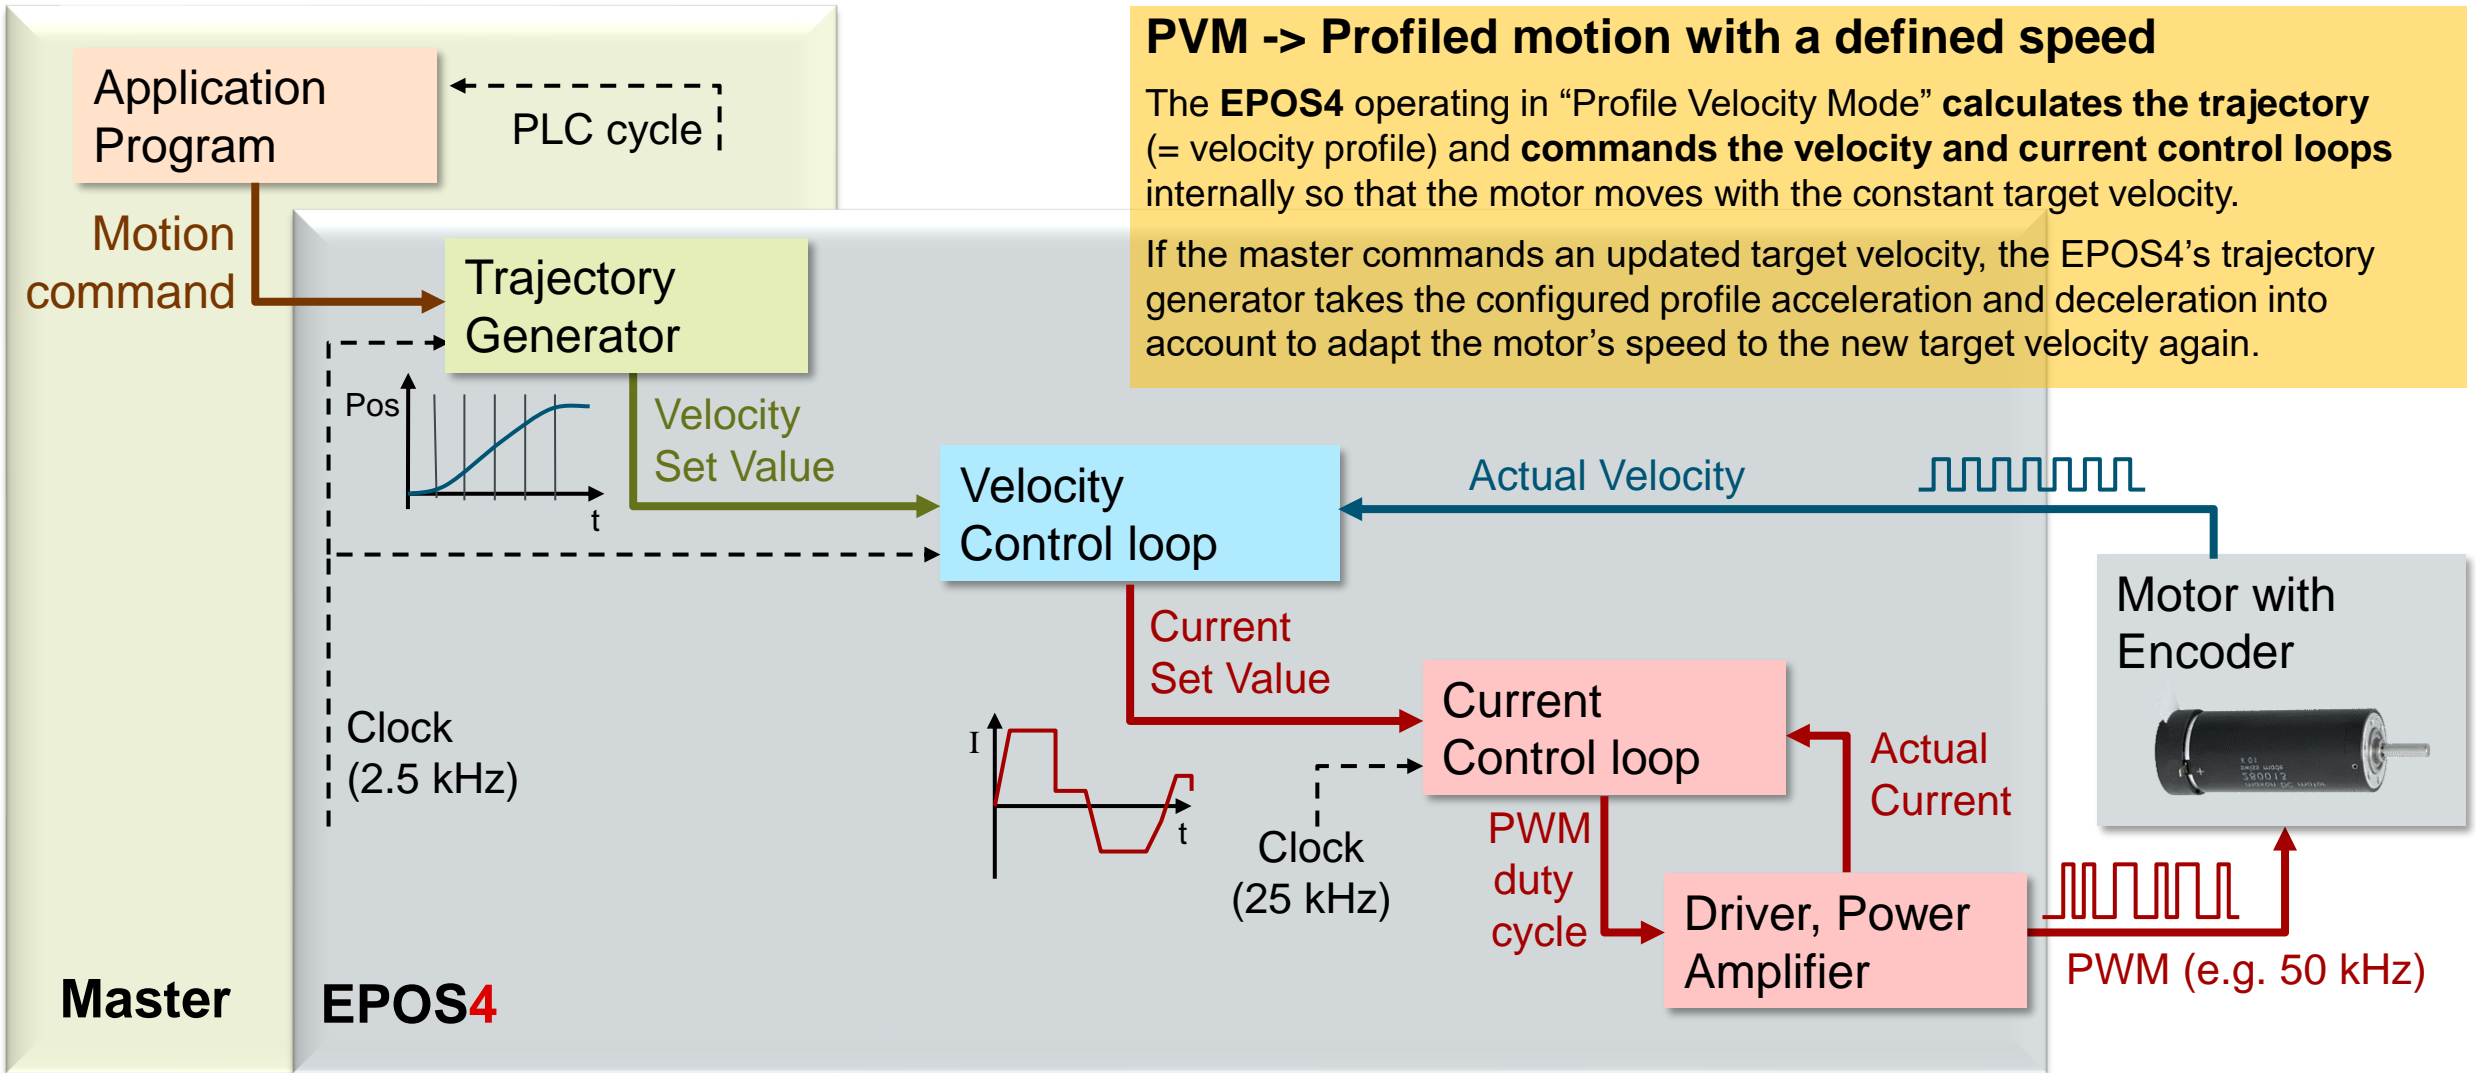 Application
Program
PLC cycle
Motion
command
PVM -> Profiled motion with a defined speed
The EPOS4 operating in “Profile Velocity Mode” calculates the trajectory
(= velocity profile) and commands the velocity and current control loops
internally so that the motor moves with the constant target velocity.
If the master commands an updated target velocity, the EPOS4’s trajectory
generator takes the configured profile acceleration and deceleration into
account to adapt the motor’s speed to the new target velocity again.
Trajectory
Generator
Pos
t
Velocity
Set Value
Velocity
Control loop
Actual Velocity
Motor with
Encoder
Current
Set Value
Current
Control loop
Actual
Current
Clock
(2.5 kHz)
I
t
Clock
(25 kHz)
PWM
duty
cycle
Driver, Power
Amplifier
PWM (e.g. 50 kHz)
Master
EPOS4